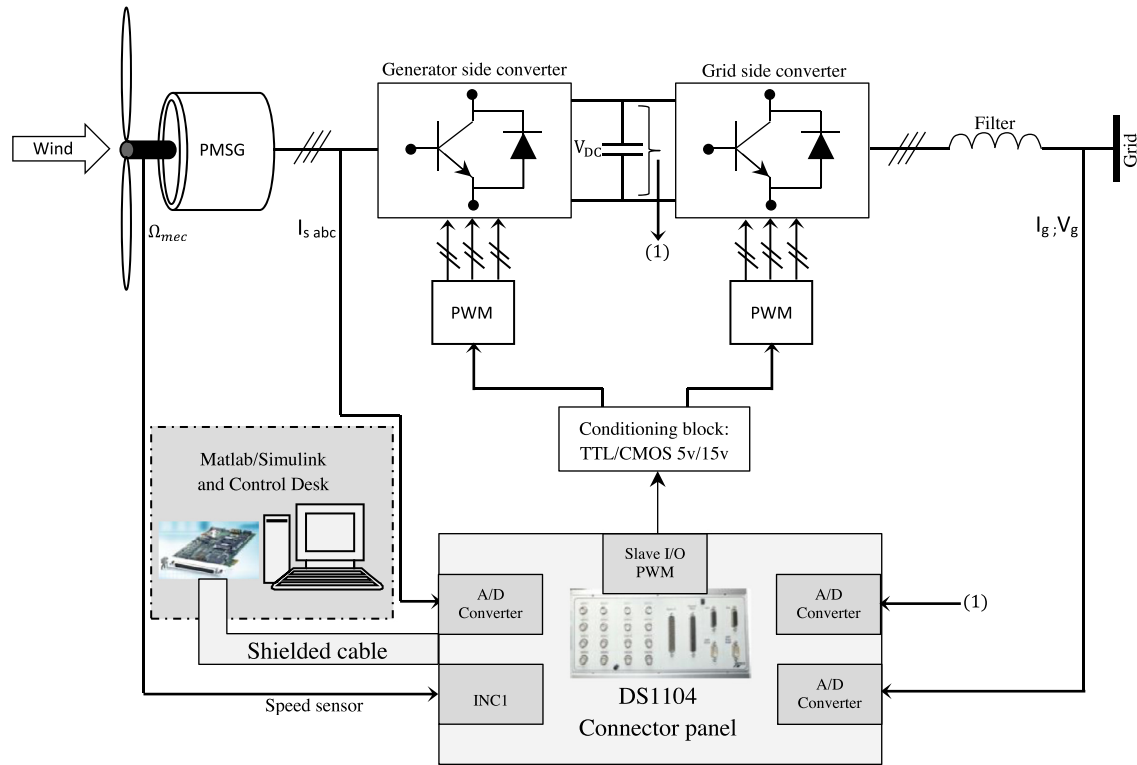 Generator side converter
Grid side converter
Wind
PMSG
V_DC
Filter
Grid
Ω_mec
I_s abc
(1)
I_g ;V_g
PWM
PWM
Conditioning block:
TTL/CMOS 5v/15v
Matlab/Simulink
and Control Desk
Slave I/O
PWM
A/D
Converter
A/D
Converter
(1)
Shielded cable
INC1
Speed sensor
DS1104
Connector panel
A/D
Converter